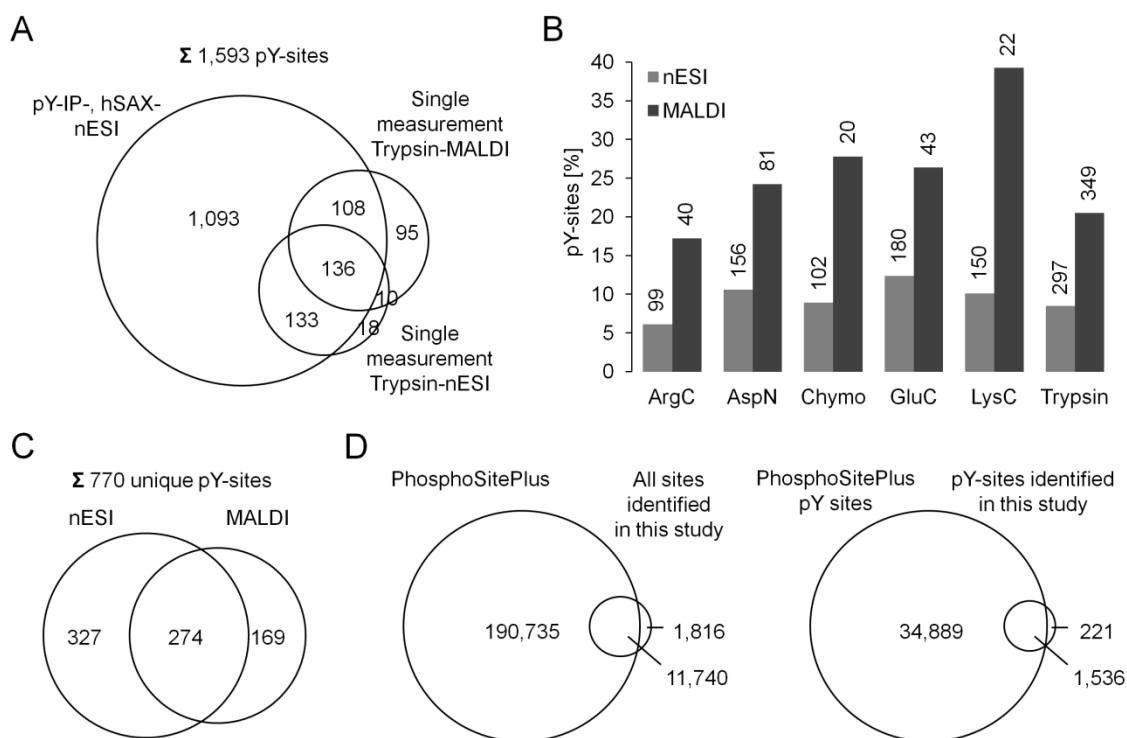 A
Σ 1,593 pY-sites
pY-IP-, hSAX-
nESI
Single
measurement
Trypsin-MALDI
1,093
108
95
136
10
133
18
Single
measurement
Trypsin-nESI
B
pY-sites [%]
40
35
30
25
20
15
10
5
0
nESI
MALDI
99
40
156
81
102
20
180
43
150
22
297
349
ArgC
AspN
Chymo
GluC
LysC
Trypsin
C
Σ 770 unique pY-sites
nESI
MALDI
327
274
169
D
PhosphoSitePlus
All sites
identified
in this study
190,735
1,816
11,740
PhosphoSitePlus
pY sites
pY-sites identified
in this study
34,889
221
1,536